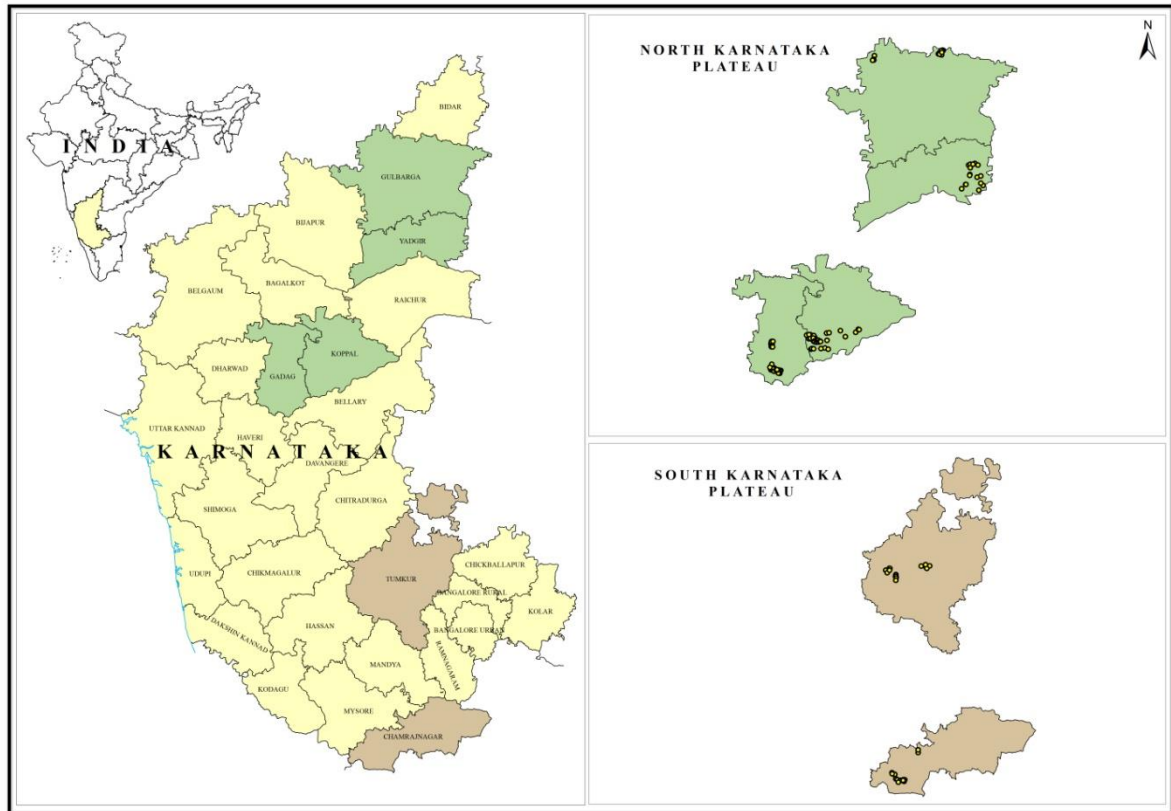 INDIA
BIDAR
GULBARGA
BIJAPUR
YADGIR
BELGAUM
BAGALKOT
RAICHUR
KOPPAL
DHARWAD
GADAG
BELLARY
UTTAR KANNAD
HAVERI
KARNATAKA
DAVANGERE
CHITRADURGA
SHIMOGA
CHICKBALLAPUR
UDUPI
CHIKMAGALUR
TUMKUR
BANGALORE RURAL
KOLAR
HASSAN
BANGALORE URBAN
DAKSHIN KANNAD
MANDYA
RAMNAGARAM
KODAGU
MYSORE
CHAMRAJNAGAR
N
NORTH KARNATAKA
PLATEAU
SOUTH KARNATAKA
PLATEAU